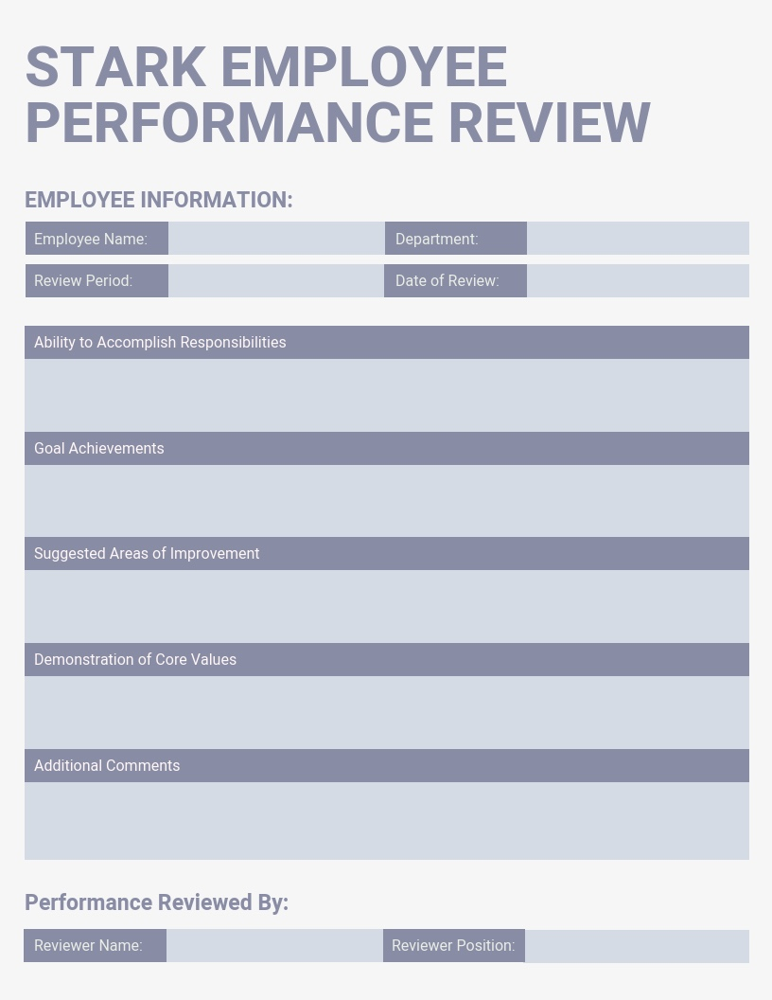 STARK EMPLOYEE
PERFORMANCE REVIEW
EMPLOYEE INFORMATION:
Employee Name:
Department:
Review Period:
Date of Review:
Ability to Accomplish Responsibilities
Goal Achievements
Suggested Areas of Improvement
Demonstration of Core Values
Additional Comments
Performance Reviewed By:
Reviewer Name:
Reviewer Position: